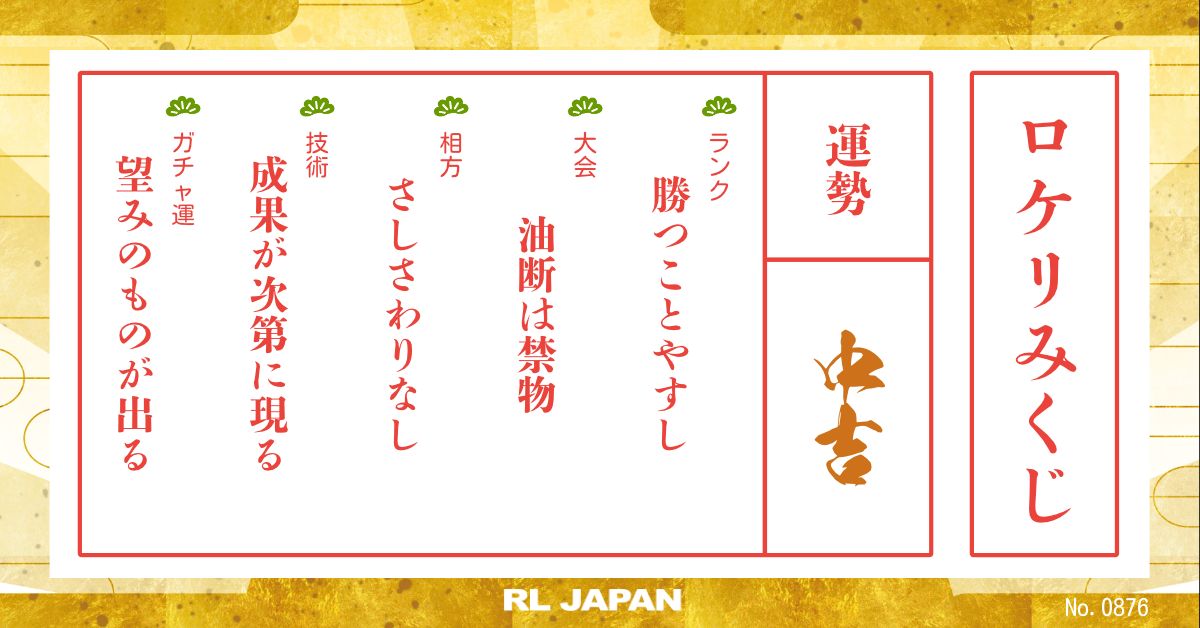 ロケリみくじ
運勢
中吉
ランク
勝つことやすし
大会
油断は禁物
相方
さしさわりなし
技術
成果が次第に現る
ガチャ運
望みのものが出る
RL JAPAN
No. 0876